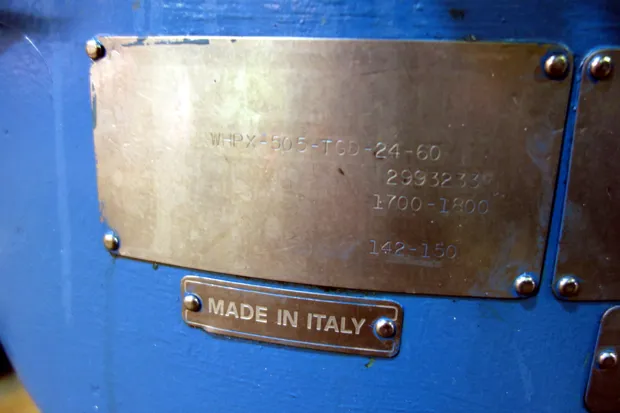 WHPX-505-TGD-24-60
2993233
1700-1800
142-150
MADE IN ITALY